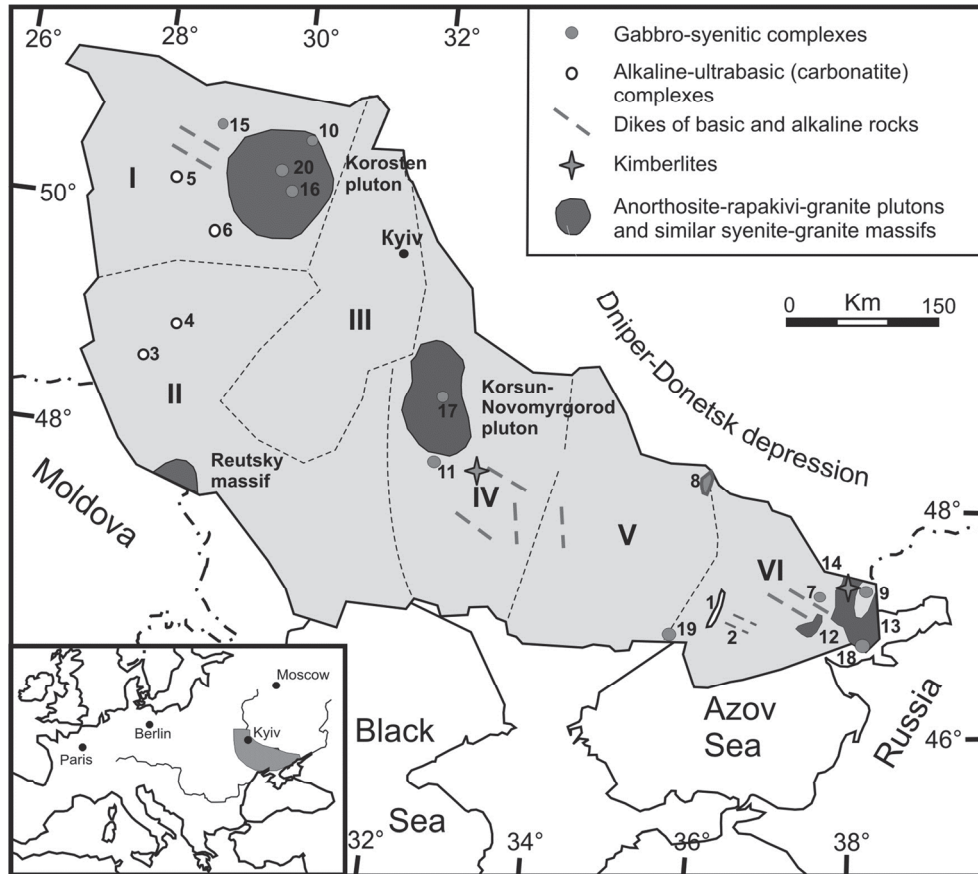 26°
28°
30°
32°
Gabbro-syenitic complexes
Alkaline-ultrabasic (carbonatite)
complexes
Dikes of basic and alkaline rocks
Kimberlites
Anorthosite-rapakivi-granite plutons
and similar syenite-granite massifs
0 Km 150
15
10
I
5
20
16
Korosten
pluton
50°
6
Kyiv
4
III
3
II
Dniper-Donetsk depression
48°
17
Korsun-
Novomyrgorod
pluton
11
Reutsky
massif
IV
8
Moldova
V
48°
VI
14
7
9
1
2
12
13
19
18
Black
Sea
Azov
Sea
Russia
46°
Moscow
Kyiv
Berlin
Paris
32°
34°
36°
38°